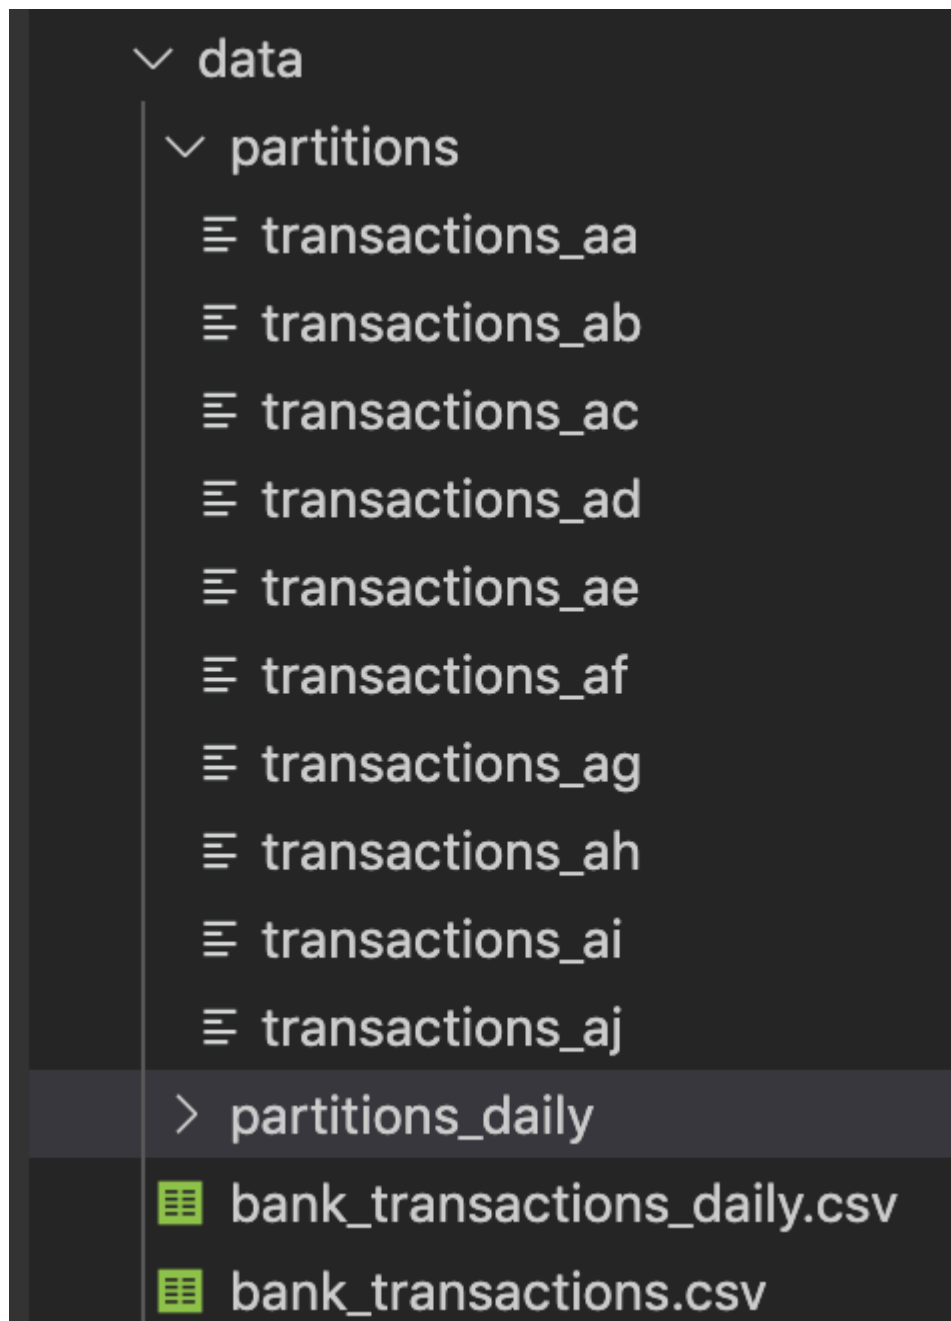 data
partitions
transactions_aa
transactions_ab
transactions_ac
transactions_ad
transactions_ae
transactions_af
transactions_ag
transactions_ah
transactions_ai
transactions_aj
partitions_daily
bank_transactions_daily.csv
bank_transactions.csv